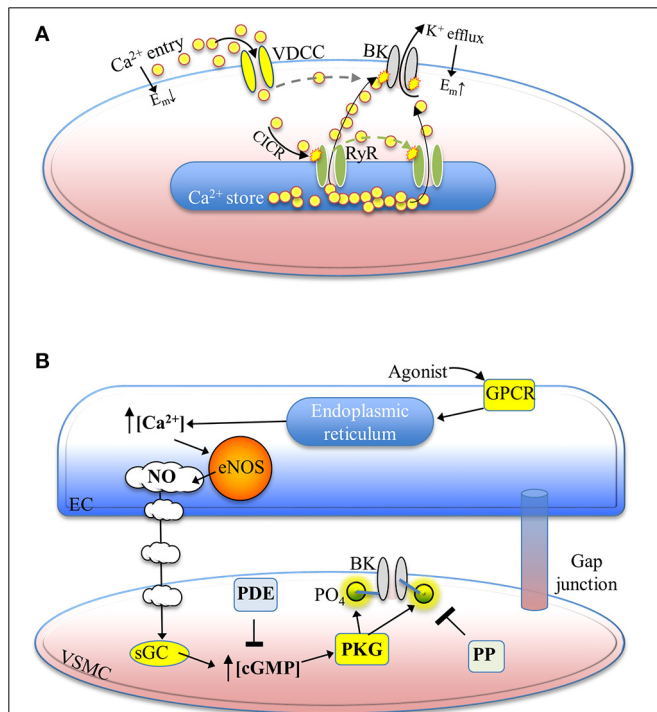 A
Ca²⁺ entry
VDCC
BK
K⁺ efflux
Eₘ↓
Eₘ↑
CICR
RyR
Ca²⁺ store
B
Agonist
GPCR
↑[Ca²⁺]
Endoplasmic
reticulum
eNOS
NO
EC
BK
Gap
junction
PDE
PO₄
sGC
↑[cGMP]
PKG
PP
VSMC